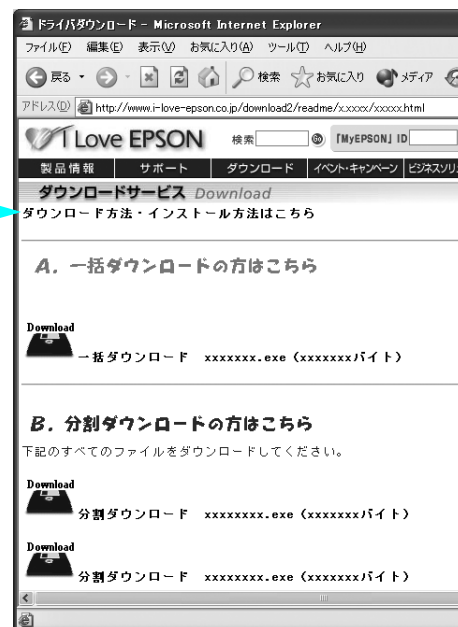 ドライバダウンロード - Microsoft Internet Explorer
ファイル(F) 編集(E) 表示(V) お気に入り(A) ツール(T) ヘルプ(H)
戻る 検索 お気に入り メディア
アドレス(D) http://www.i-love-epson.co.jp/download2/readme/x.xxxx/xxxxx.html
I Love EPSON 検索 「MyEPSON」ID
製品情報 サポート ダウンロード イベント・キャンペーン ビジネスソリュ
ダウンロードサービス Download
ダウンロード方法・インストール方法はこちら
A. 一括ダウンロードの方はこちら
Download
一括ダウンロード xxxxxxx.exe (xxxxxxxバイト)
B. 分割ダウンロードの方はこちら
下記のすべてのファイルをダウンロードしてください。
Download
分割ダウンロード xxxxxxxx.exe (xxxxxxxバイト)
Download
分割ダウンロード xxxxxxxx.exe (xxxxxxxバイト)